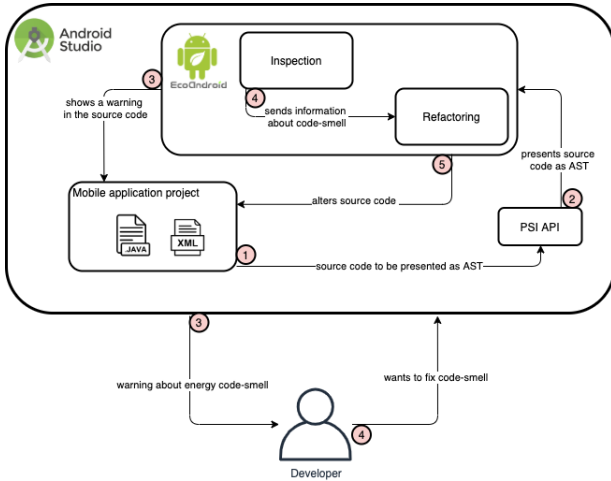 Android
Studio
3
EcoAndroid
Inspection
4
sends information
about code-smell
Refactoring
shows a warning
in the source code
5
presents source
code as AST
2
PSI API
Mobile application project
.JAVA
XML
alters source code
1
source code to be presented as AST
3
warning about energy code-smell
wants to fix code-smell
4
Developer